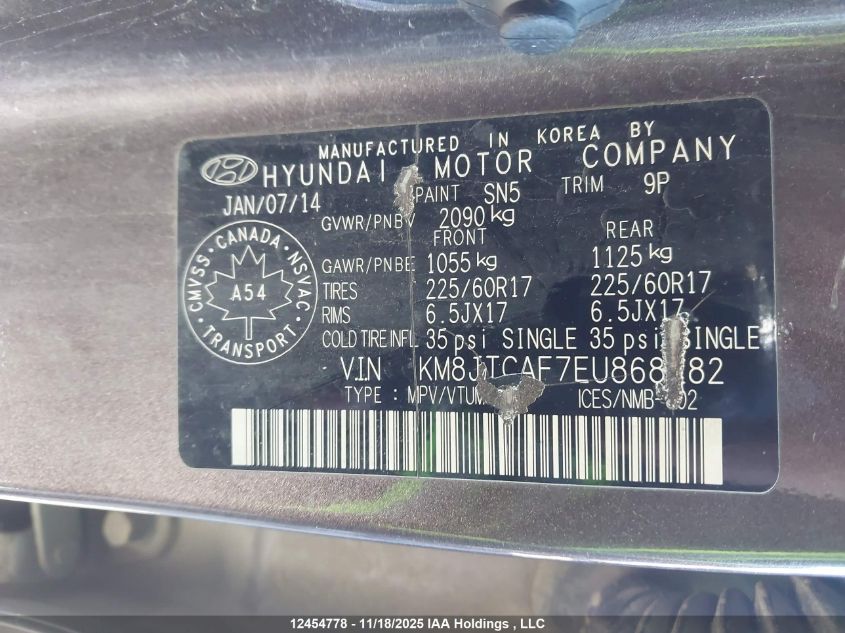 MANUFACTURED IN KOREA BY
HYUNDAI MOTOR COMPANY
JAN/07/14 PAINT SN5 TRIM 9P
GVWR/PNBV 2090 kg
FRONT REAR
GAWR/PNBE 1055 kg 1125 kg
TIRES 225/60R17 225/60R17
RIMS 6.5JX17 6.5JX17
COLD TIRE INFL 35 psi SINGLE 35 psi SINGLE
V.I.N
TYPE : MPV/VTUM
CMVSS · CANADA · NSVAC · TRANSPORT ·
A54
12454778 - 11/18/2025 IAA Holdings , LLC